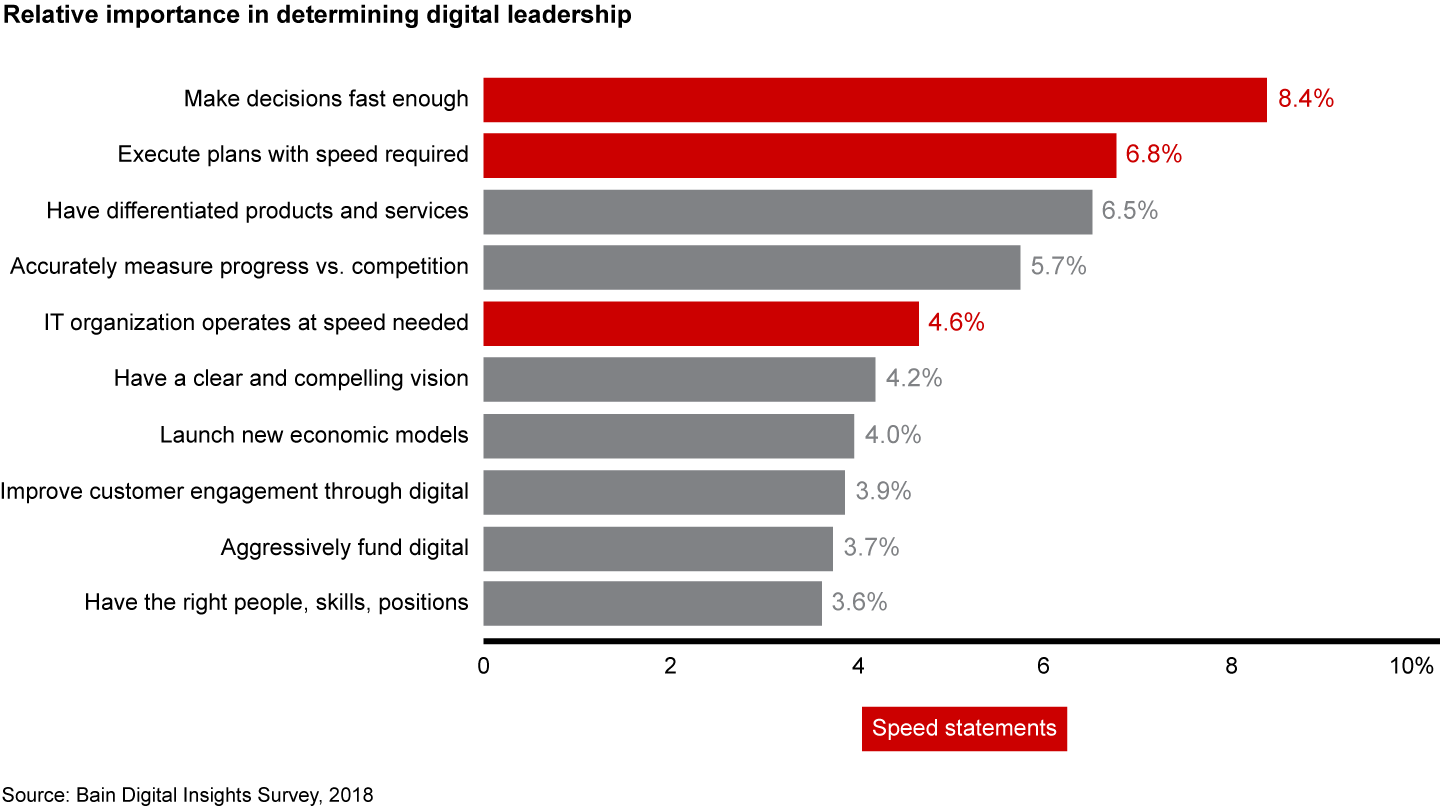 Relative importance in determining digital leadership
Make decisions fast enough 8.4%
Execute plans with speed required 6.8%
Have differentiated products and services 6.5%
Accurately measure progress vs. competition 5.7%
IT organization operates at speed needed 4.6%
Have a clear and compelling vision 4.2%
Launch new economic models 4.0%
Improve customer engagement through digital 3.9%
Aggressively fund digital 3.7%
Have the right people, skills, positions 3.6%
0 2 4 6 8 10%
Speed statements
Source: Bain Digital Insights Survey, 2018